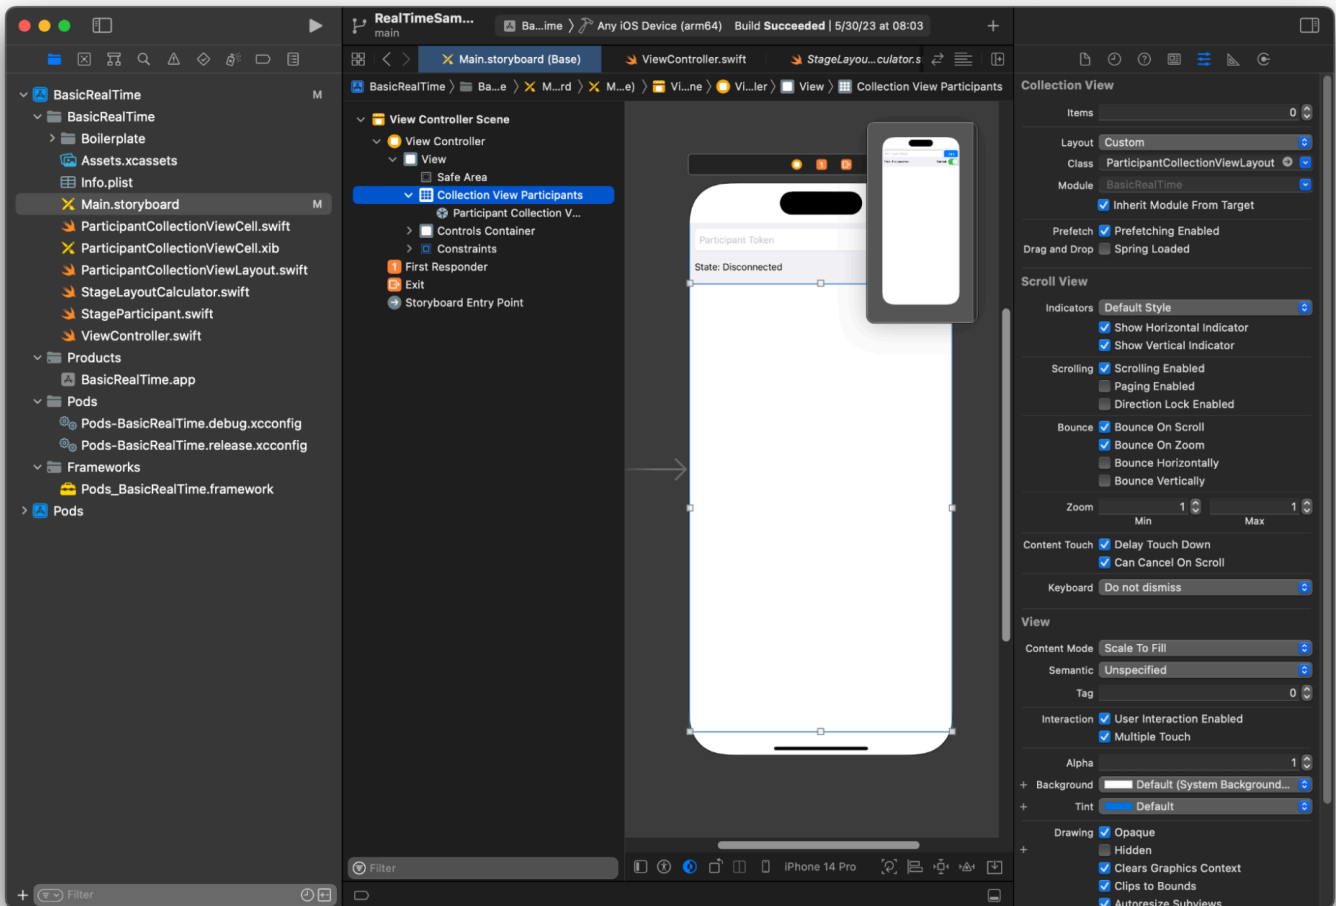 RealTimeSam...
main
Ba...ime
Any iOS Device (arm64)
Build Succeeded | 5/30/23 at 08:03
Main.storyboard (Base)
ViewController.swift
StageLayou...culator.s
BasicRealTime
Ba...e
M...rd
M...e)
Vi...ne
Vi...ler
View
Collection View Participants
BasicRealTime M
BasicRealTime
Boilerplate
Assets.xcassets
Info.plist
Main.storyboard M
ParticipantCollectionViewCell.swift
ParticipantCollectionViewCell.xib
ParticipantCollectionViewLayout.swift
StageLayoutCalculator.swift
StageParticipant.swift
ViewController.swift
Products
BasicRealTime.app
Pods
Pods-BasicRealTime.debug.xcconfig
Pods-BasicRealTime.release.xcconfig
Frameworks
Pods_BasicRealTime.framework
Pods
Filter
View Controller Scene
View Controller
View
Safe Area
Collection View Participants
Participant Collection V...
Controls Container
Constraints
First Responder
Exit
Storyboard Entry Point
Filter
Participant Token
State: Disconnected
iPhone 14 Pro
Collection View
Items 0
Layout Custom
Class ParticipantCollectionViewLayout
Module BasicRealTime
Inherit Module From Target
Prefetch Prefetching Enabled
Drag and Drop Spring Loaded
Scroll View
Indicators Default Style
Show Horizontal Indicator
Show Vertical Indicator
Scrolling Scrolling Enabled
Paging Enabled
Direction Lock Enabled
Bounce Bounce On Scroll
Bounce On Zoom
Bounce Horizontally
Bounce Vertically
Zoom 1 1
Min Max
Content Touch Delay Touch Down
Can Cancel On Scroll
Keyboard Do not dismiss
View
Content Mode Scale To Fill
Semantic Unspecified
Tag 0
Interaction User Interaction Enabled
Multiple Touch
Alpha 1
Background Default (System Background...
Tint Default
Drawing Opaque
Hidden
Clears Graphics Context
Clips to Bounds
Autoresize Subviews